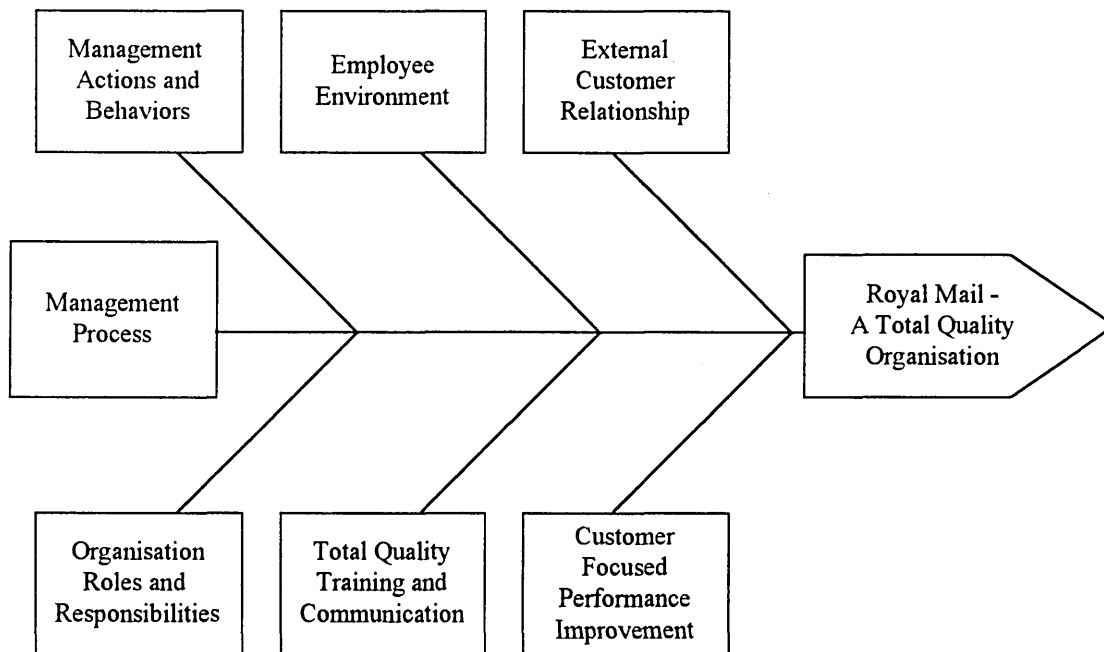 Management
Actions and
Behaviors
Employee
Environment
External
Customer
Relationship
Management
Process
Royal Mail -
A Total Quality
Organisation
Organisation
Roles and
Responsibilities
Total Quality
Training and
Communication
Customer
Focused
Performance
Improvement